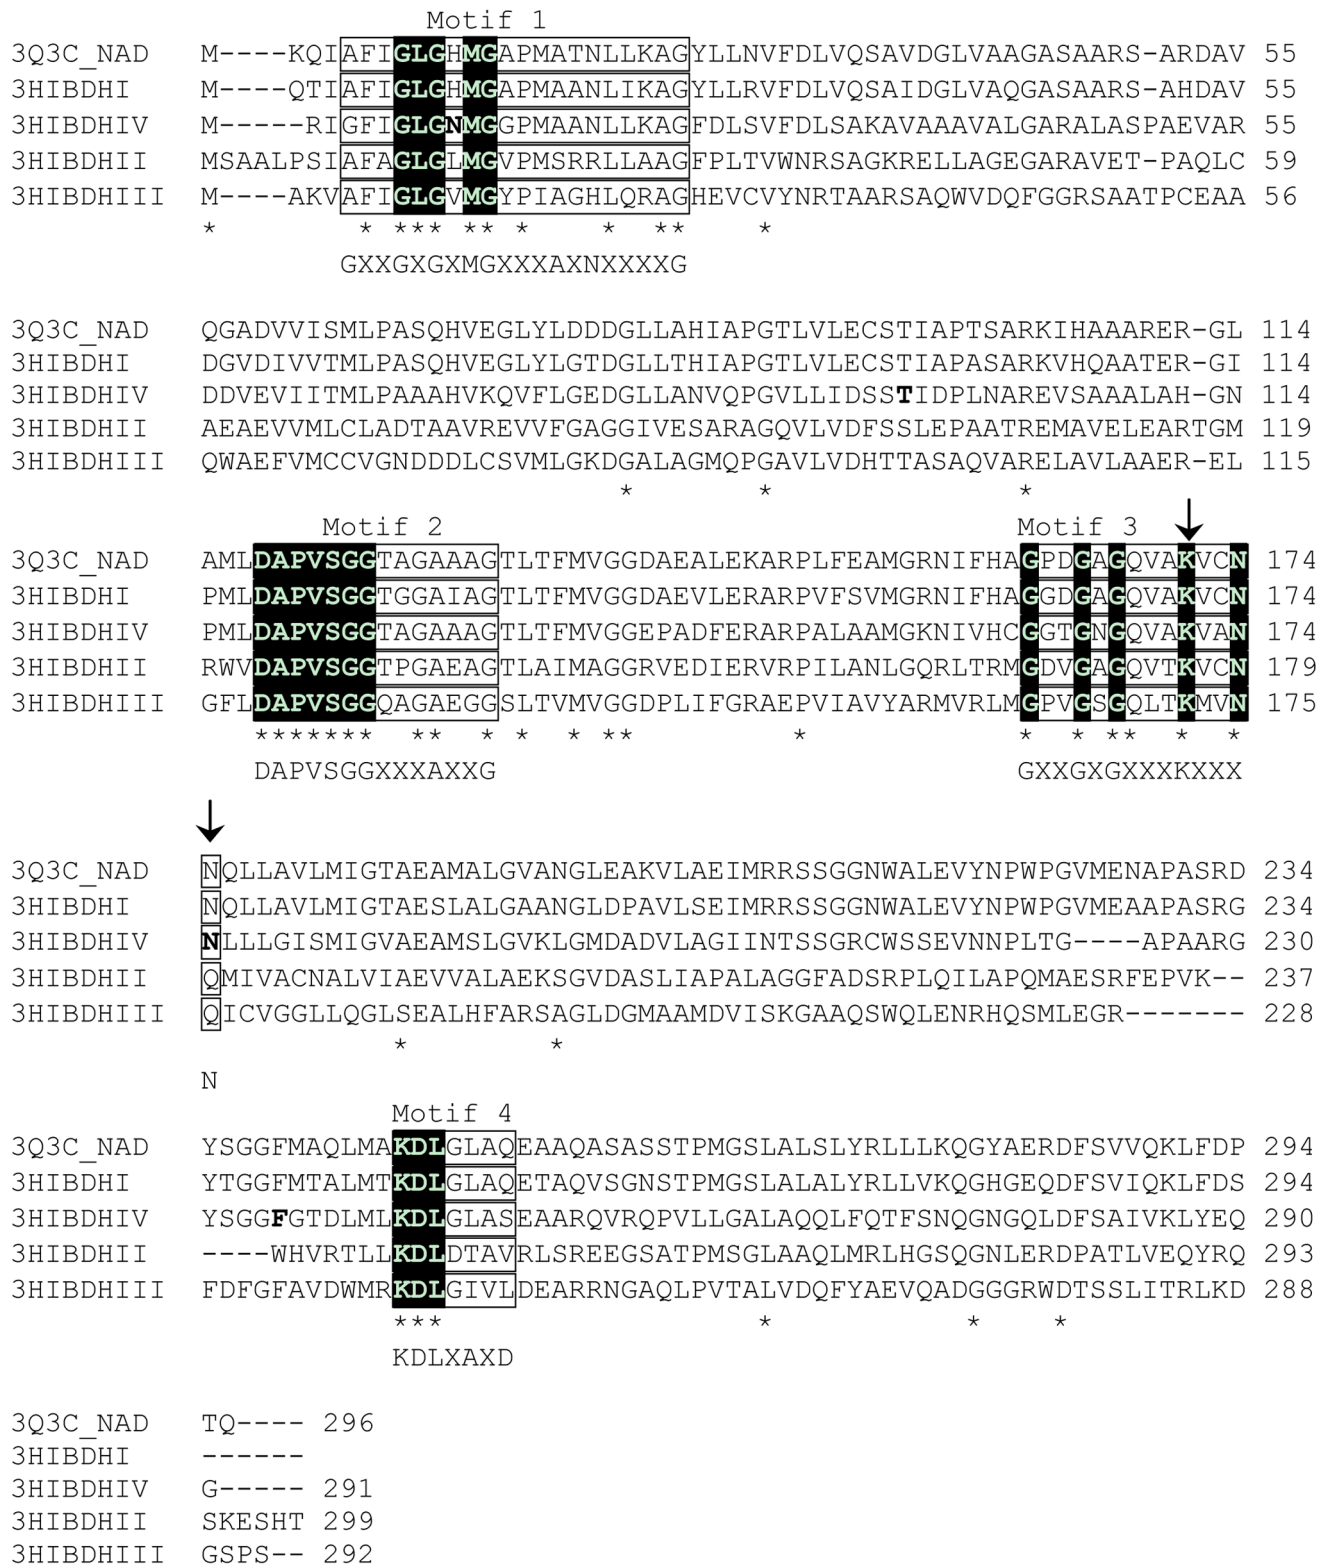 Motif 1
3Q3C_NAD M----KQIAFIGLGHMGAPMATNLLKAGYLLNVFDLVQSAVDGLVAAGASAARS-ARDAV 55
3HIBDHI M----QTIAFIGLGHMGAPMAANLIKAGYLLRVFDLVQSAIDGLVAQGASAARS-AHDAV 55
3HIBDHIV M-----RIGFIGLGNMGGPMAANLLKAGFDLSVFDLSAKAVAAAVALGARALASPAEVAR 55
3HIBDHII MSAALPSIAFAGLGLMGVPMSRRLLAAGFPLTVWNRSAGKRELLAGEGARAVET-PAQLC 59
3HIBDHIII M----AKVAFIGLGVMGYPIAGHLQRAGHEVCVYNRTAARSAQWVDQFGGRSAATPCEAA 56
* * *** ** * * ** *
GXXGXGXMGXXXAXNXXXXG
3Q3C_NAD QGADVVISMLPASQHVEGLYLDDDGLLAHIAPGTLVLECSTIAPTSARKIHAAARER-GL 114
3HIBDHI DGVDIVVTMLPASQHVEGLYLGTDGLLTHIAPGTLVLECSTIAPASARKVHQAATER-GI 114
3HIBDHIV DDVEVIITMLPAAAHVKQVFLGEDGLLANVQPGVLLIDSSTIDPLNAREVSAAALAH-GN 114
3HIBDHII AEAEVVMLCLADTAAVREVVFGAGGIVESARAGQVLVDFSSLEPAATREMAVELEARTGM 119
3HIBDHIII QWAEFVMCCVGNDDDLCSVMLGKDGALAGMQPGAVLVDHTTASAQVARELAVLAAER-EL 115
* * *
Motif 2 Motif 3
3Q3C_NAD AMLDAPVSGGTAGAAAGTLTFMVGGDAEALEKARPLFEAMGRNIFHAGPDGAGQVAKVCN 174
3HIBDHI PMLDAPVSGGTGGAIAGTLTFMVGGDAEVLERARPVFSVMGRNIFHAGGDGAGQVAKVCN 174
3HIBDHIV PMLDAPVSGGTAGAAAGTLTFMVGGEPADFERARPALAAMGKNIVHCGGTGNGQVAKVAN 174
3HIBDHII RWVDAPVSGGTPGAEAGTLAIMAGGRVEDIERVRPILANLGQRLTRMGDVGAGQVTKVCN 179
3HIBDHIII GFLDAPVSGGQAGAEGGSLTVMVGGDPLIFGRAEPVIAVYARMVRLMGPVGSGQLTKMVN 175
******* ** * * * ** * * * ** * *
DAPVSGGXXXAXXG GXXGXGXXXKXXX
3Q3C_NAD NQLLAVLMIGTAEAMALGVANGLEAKVLAEIMRRSSGGNWALEVYNPWPGVMENAPASRD 234
3HIBDHI NQLLAVLMIGTAESLALGAANGLDPAVLSEIMRRSSGGNWALEVYNPWPGVMEAAPASRG 234
3HIBDHIV NLLLGISMIGVAEAMSLGVKLGMDADVLAGIINTSSGRCWSSEVNNPLTG----APAARG 230
3HIBDHII QMIVACNALVIAEVVALAEKSGVDASLIAPALAGGFADSRPLQILAPQMAESRFEPVK-- 237
3HIBDHIII QICVGGLLQGLSEALHFARSAGLDGMAAMDVISKGAAQSWQLENRHQSMLEGR------- 228
* *
N
Motif 4
3Q3C_NAD YSGGFMAQLMAKDLGLAQEAAQASASSTPMGSLALSLYRLLLKQGYAERDFSVVQKLFDP 294
3HIBDHI YTGGFMTALMTKDLGLAQETAQVSGNSTPMGSLALALYRLLVKQGHGEQDFSVIQKLFDS 294
3HIBDHIV YSGGFGTDLMLKDLGLASEAARQVRQPVLLGALAQQLFQTFSNQGNGQLDFSAIVKLYEQ 290
3HIBDHII ----WHVRTLLKDLDTAVRLSREEGSATPMSGLAAQLMRLHGSQGNLERDPATLVEQYRQ 293
3HIBDHIII FDFGFAVDWMRKDLGIVLDEARRNGAQLPVTALVDQFYAEVQADGGGRWDTSSLITRLKD 288
*** * * *
KDLXAXD
3Q3C_NAD TQ---- 296
3HIBDHI ------
3HIBDHIV G----- 291
3HIBDHII SKESHT 299
3HIBDHIII GSPS-- 292